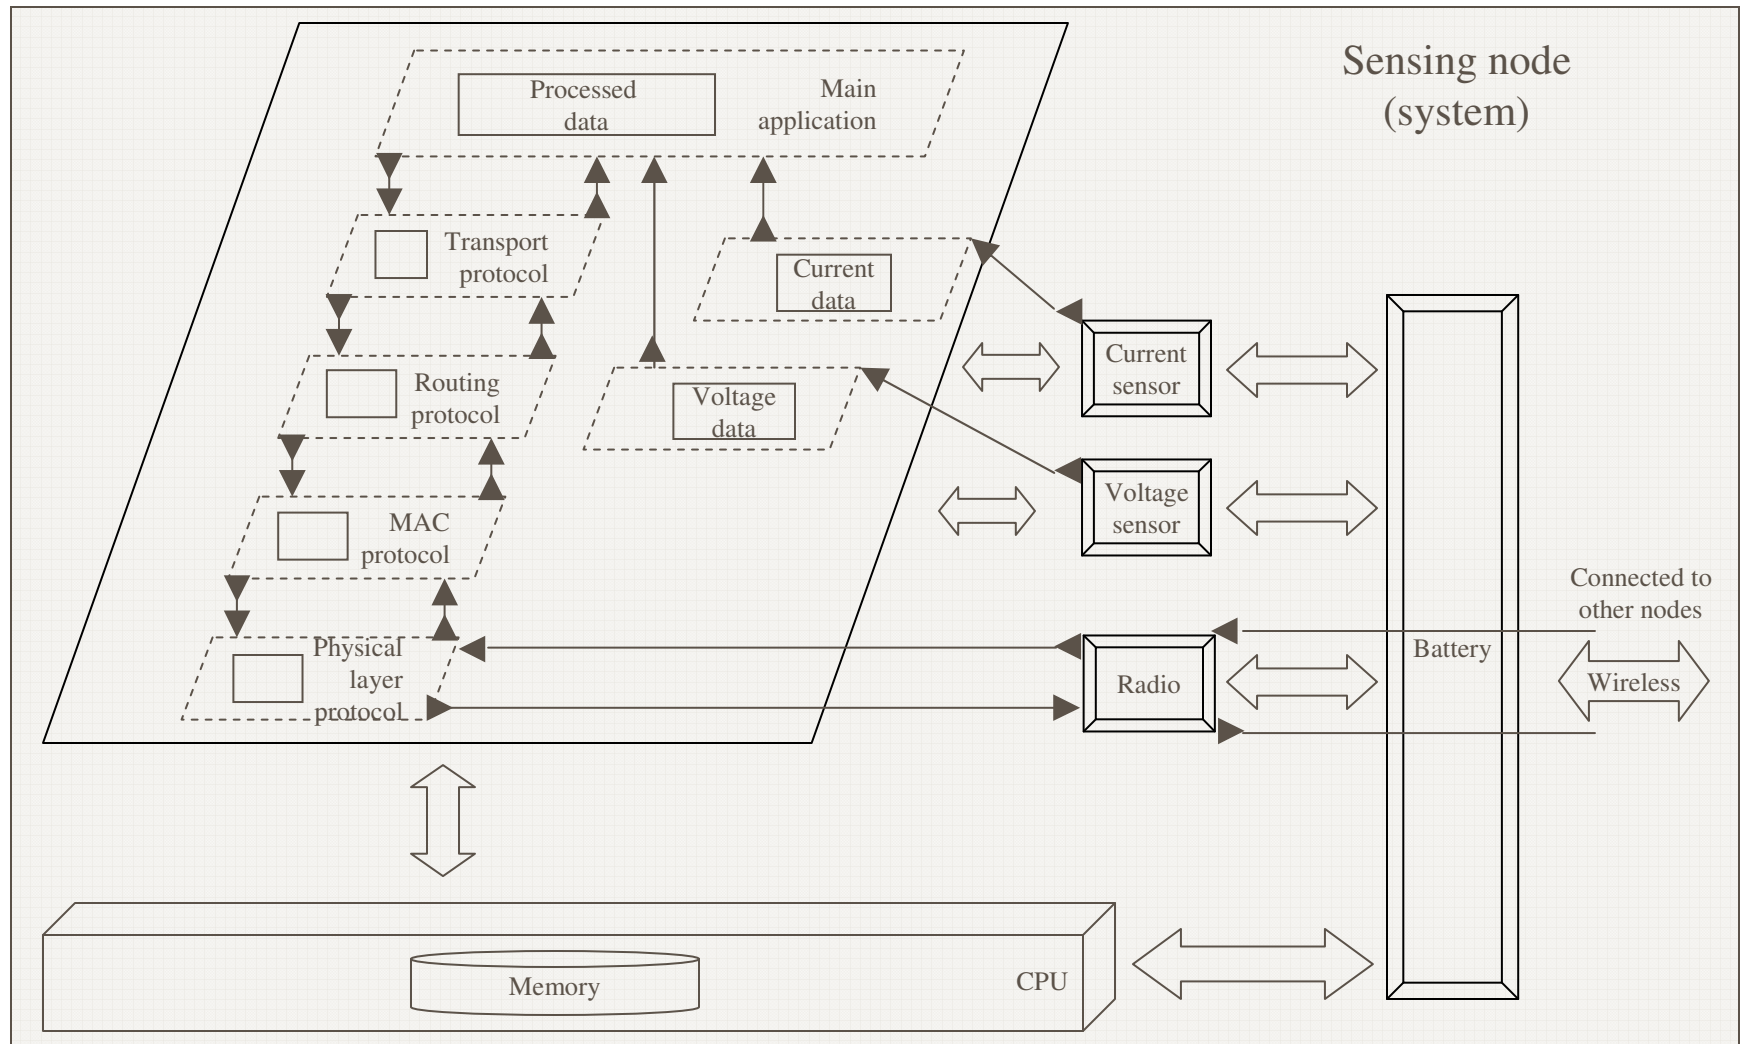 Sensing node
(system)
Processed
data
Main
application
Transport
protocol
Current
data
Routing
protocol
Voltage
data
MAC
protocol
Physical
layer
protocol
Current
sensor
Voltage
sensor
Radio
Battery
Connected to
other nodes
Wireless
Memory
CPU